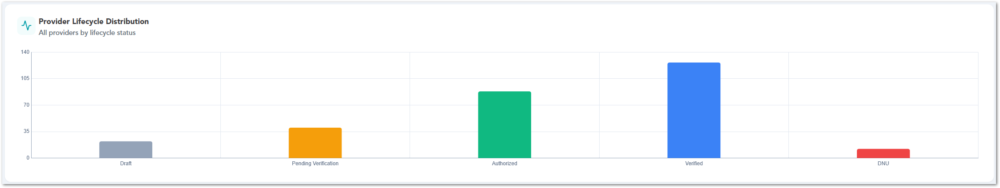 Provider Lifecycle Distribution
All providers by lifecycle status
140
105
70
35
0
Draft
Pending Verification
Authorized
Verified
DNU